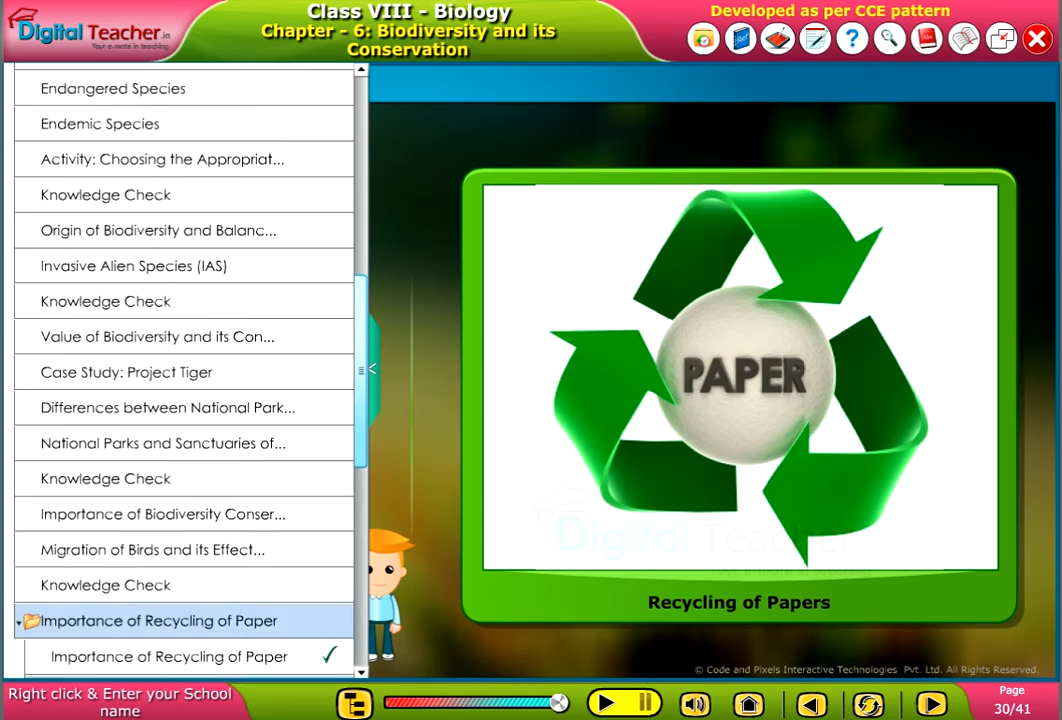 Digital Teacher.in
Your e-mate in teaching
Class VIII - Biology
Chapter - 6: Biodiversity and its
Conservation
Developed as per CCE pattern
Ref
?
Endangered Species
Endemic Species
Activity: Choosing the Appropriat...
Knowledge Check
Origin of Biodiversity and Balanc...
Invasive Alien Species (IAS)
Knowledge Check
Value of Biodiversity and its Con...
Case Study: Project Tiger
Differences between National Park...
National Parks and Sanctuaries of...
Knowledge Check
Importance of Biodiversity Conser...
Migration of Birds and its Effect...
Knowledge Check
Importance of Recycling of Paper
Importance of Recycling of Paper
PAPER
Digital Teacher
Recycling of Papers
© Code and Pixels Interactive Technologies Pvt. Ltd. All Rights Reserved.
Right click & Enter your School
name
Page
30/41